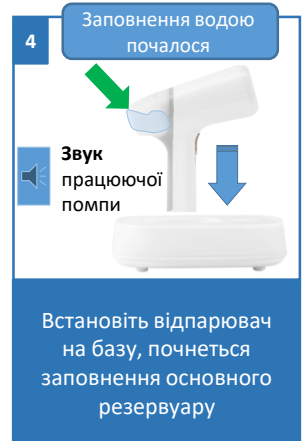 4
Заповнення водою
почалося
Звук
працюючої
помпи
Встановіть відпарювач
на базу, почнеться
заповнення основного
резервуару